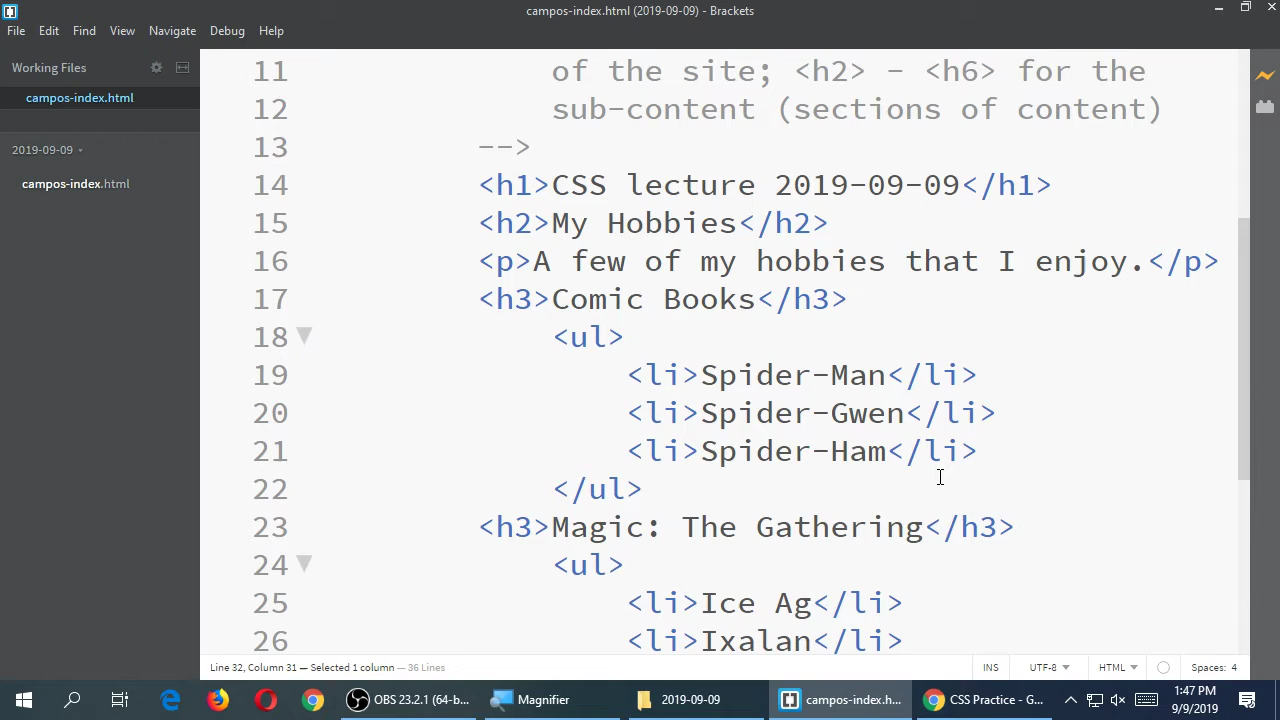 campos-index.html (2019-09-09) - Brackets
File Edit Find View Navigate Debug Help
Working Files
campos-index.html
2019-09-09
campos-index.html
11 of the site; <h2> - <h6> for the
12 sub-content (sections of content)
13 -->
14 <h1>CSS lecture 2019-09-09</h1>
15 <h2>My Hobbies</h2>
16 <p>A few of my hobbies that I enjoy.</p>
17 <h3>Comic Books</h3>
18 <ul>
19 <li>Spider-Man</li>
20 <li>Spider-Gwen</li>
21 <li>Spider-Ham</li>
22 </ul>
23 <h3>Magic: The Gathering</h3>
24 <ul>
25 <li>Ice Ag</li>
26 <li>Ixalan</li>
Line 32, Column 31 — Selected 1 column — 36 Lines INS UTF-8 HTML Spaces: 4
OBS 23.2.1 (64-b... Magnifier 2019-09-09 campos-index.h... CSS Practice - G... 1:47 PM
9/9/2019